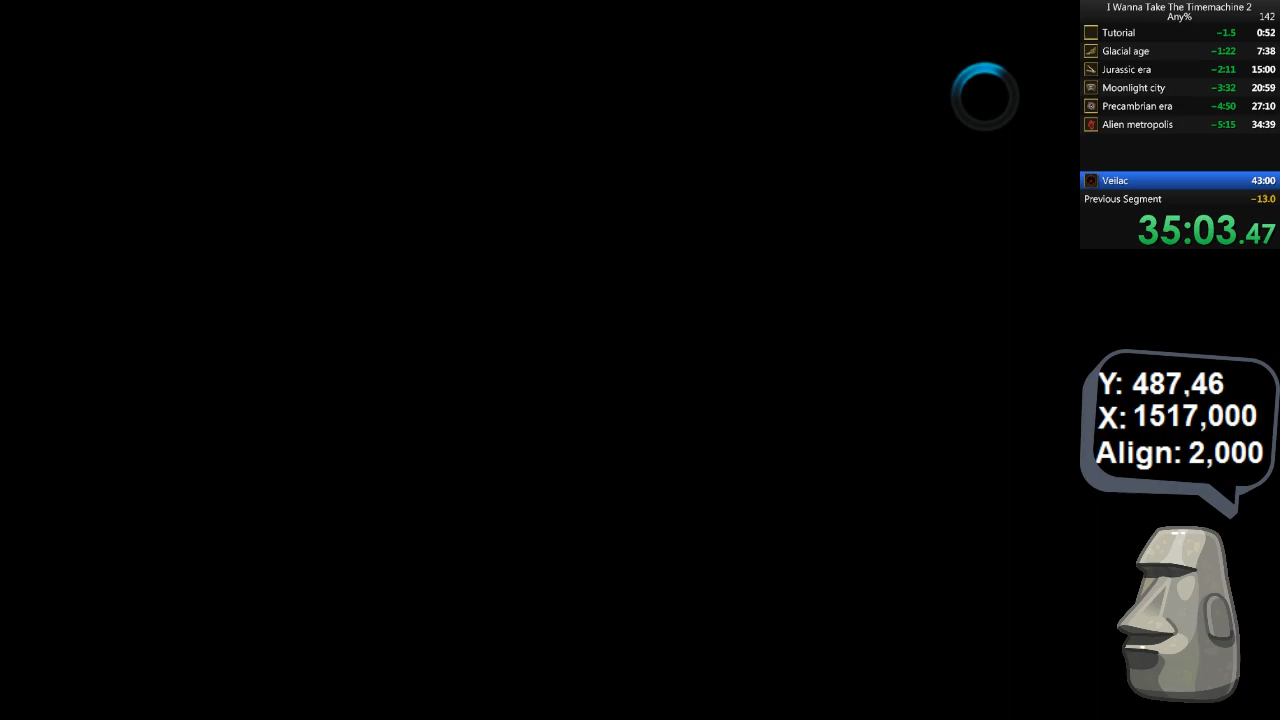 I Wanna Take The Timemachine 2
Any% 142
Tutorial -1.5 0:52
Glacial age -1:22 7:38
Jurassic era -2:11 15:00
Moonlight city -3:32 20:59
Precambrian era -4:50 27:10
Alien metropolis -5:15 34:39
Veilac 43:00
Previous Segment -13.0
35:03.47
Y: 487,46
X: 1517,000
Align: 2,000